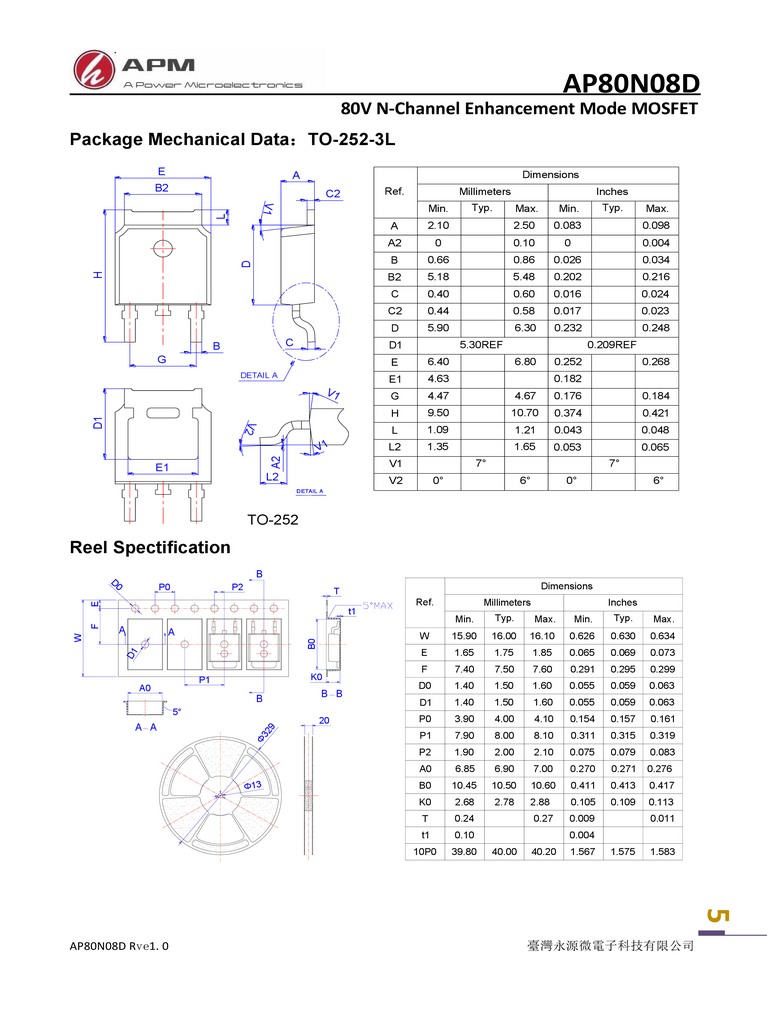 APM
A Power Microelectronics
AP80N08D
80V N-Channel Enhancement Mode MOSFET
Package Mechanical Data：TO-252-3L
E
B2
A
C2
L
V1
H
D
B
G
C
DETAIL A
D1
E1
V1
V2
V1
A2
L2
DETAIL A
TO-252
Ref. Dimensions
Millimeters Inches
Min. Typ. Max. Min. Typ. Max.
A 2.10 2.50 0.083 0.098
A2 0 0.10 0 0.004
B 0.66 0.86 0.026 0.034
B2 5.18 5.48 0.202 0.216
C 0.40 0.60 0.016 0.024
C2 0.44 0.58 0.017 0.023
D 5.90 6.30 0.232 0.248
D1 5.30REF 0.209REF
E 6.40 6.80 0.252 0.268
E1 4.63 0.182
G 4.47 4.67 0.176 0.184
H 9.50 10.70 0.374 0.421
L 1.09 1.21 0.043 0.048
L2 1.35 1.65 0.053 0.065
V1 7° 7°
V2 0° 6° 0° 6°
Reel Spectification
D0
P0
P2
B
T
5°MAX
t1
E
F
W
A
A
D1
B0
P1
K0
A0
B
B－B
5°
A－A
20
Φ329
Φ13
Ref. Dimensions
Millimeters Inches
Min. Typ. Max. Min. Typ. Max.
W 15.90 16.00 16.10 0.626 0.630 0.634
E 1.65 1.75 1.85 0.065 0.069 0.073
F 7.40 7.50 7.60 0.291 0.295 0.299
D0 1.40 1.50 1.60 0.055 0.059 0.063
D1 1.40 1.50 1.60 0.055 0.059 0.063
P0 3.90 4.00 4.10 0.154 0.157 0.161
P1 7.90 8.00 8.10 0.311 0.315 0.319
P2 1.90 2.00 2.10 0.075 0.079 0.083
A0 6.85 6.90 7.00 0.270 0.271 0.276
B0 10.45 10.50 10.60 0.411 0.413 0.417
K0 2.68 2.78 2.88 0.105 0.109 0.113
T 0.24 0.27 0.009 0.011
t1 0.10 0.004
10P0 39.80 40.00 40.20 1.567 1.575 1.583
5
AP80N08D Rve1. 0
臺灣永源微電子科技有限公司